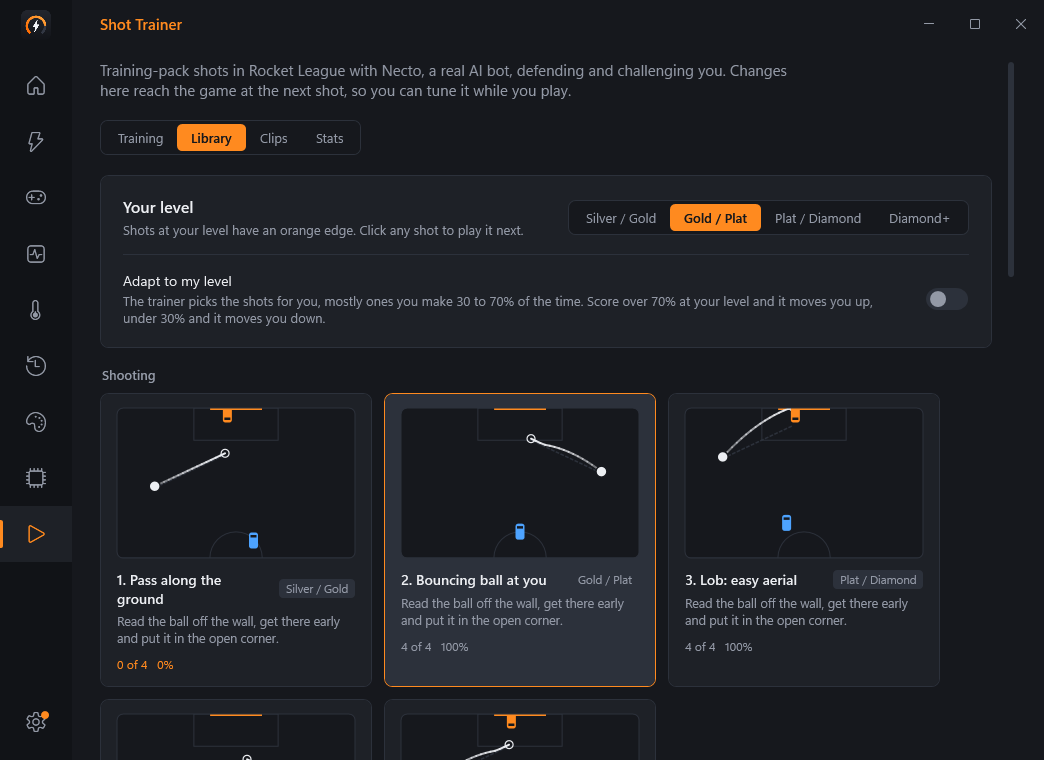 Shot Trainer
Training-pack shots in Rocket League with Necto, a real AI bot, defending and challenging you. Changes
here reach the game at the next shot, so you can tune it while you play.
Training Library Clips Stats
Your level
Shots at your level have an orange edge. Click any shot to play it next.
Silver / Gold Gold / Plat Plat / Diamond Diamond+
Adapt to my level
The trainer picks the shots for you, mostly ones you make 30 to 70% of the time. Score over 70% at your level and it moves you up,
under 30% and it moves you down.
Shooting
1. Pass along the
ground
Silver / Gold
Read the ball off the wall, get there early
and put it in the open corner.
0 of 4 0%
2. Bouncing ball at you
Gold / Plat
Read the ball off the wall, get there early
and put it in the open corner.
4 of 4 100%
3. Lob: easy aerial
Plat / Diamond
Read the ball off the wall, get there early
and put it in the open corner.
4 of 4 100%